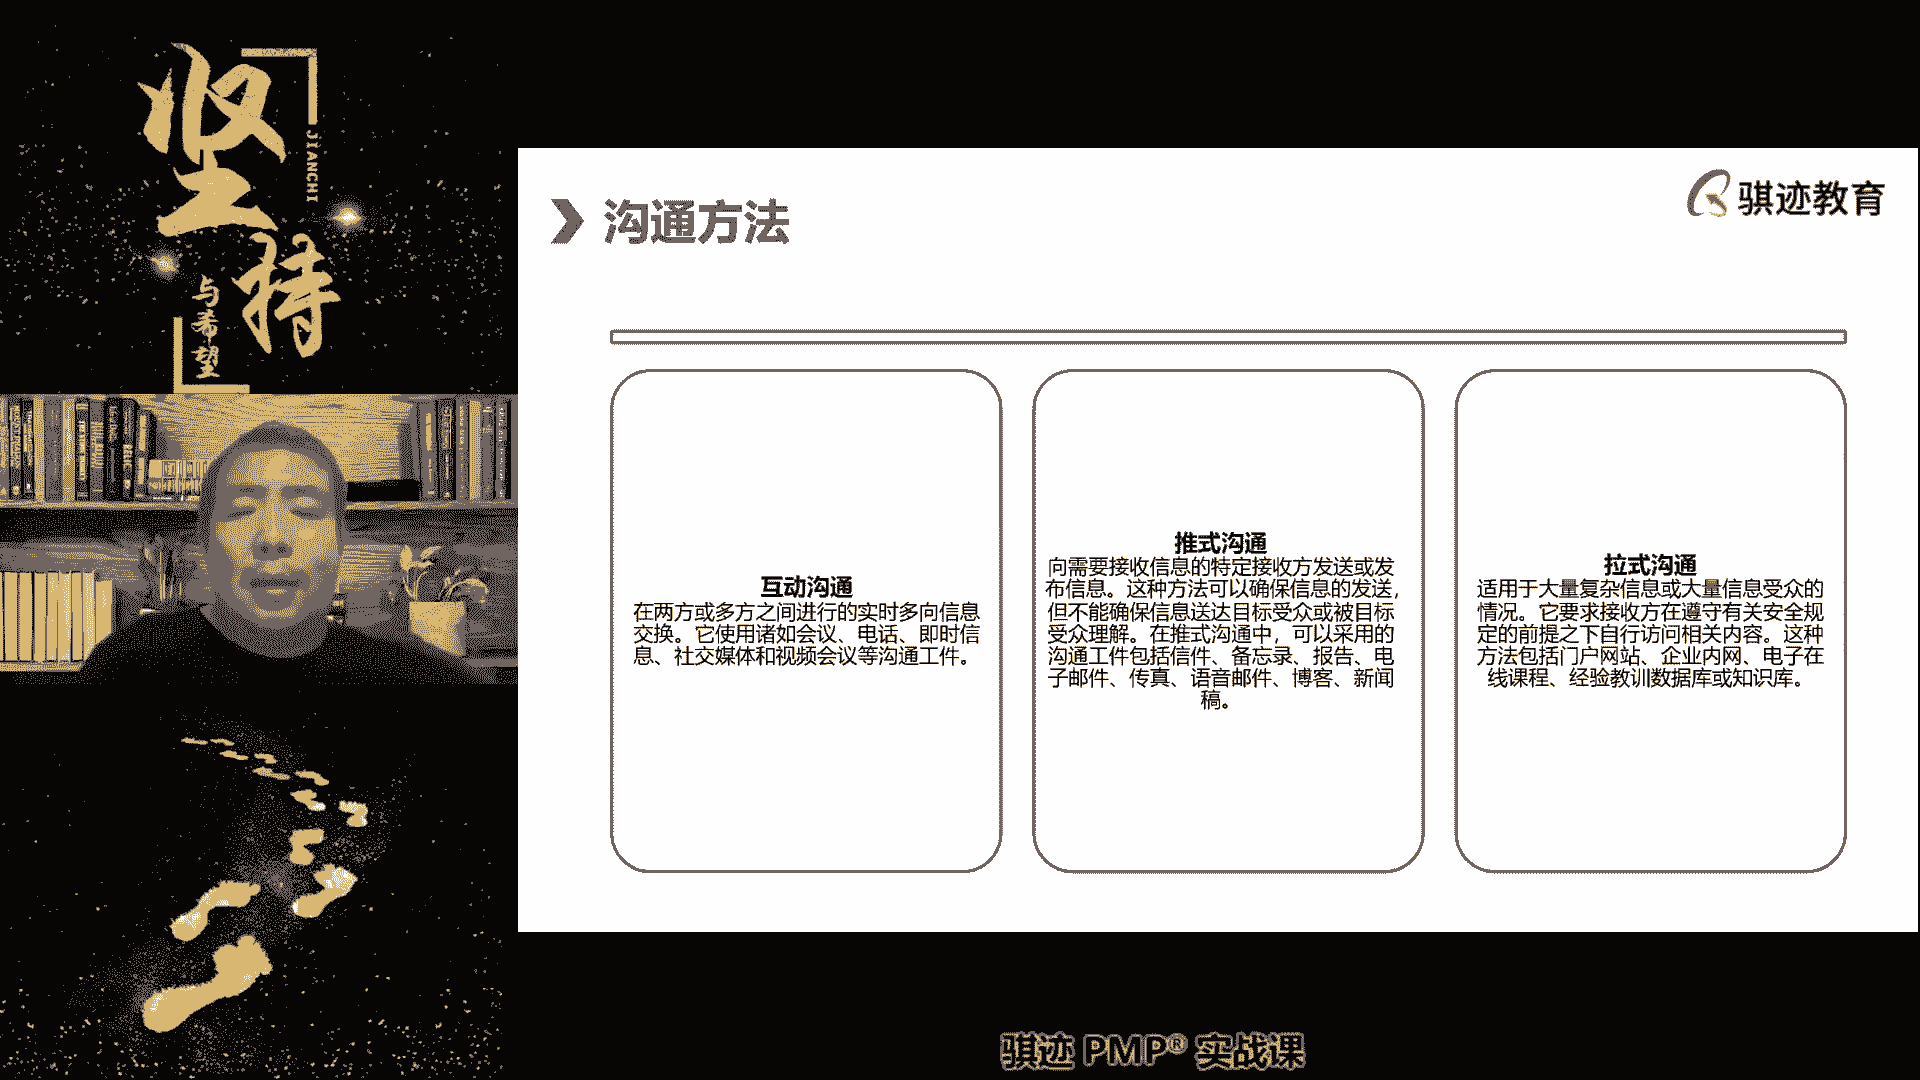 坚持
JIANCHI
与希望
沟通方法
骐迹教育
互动沟通
在两方或多方之间进行的实时多向信息
交换。它使用诸如会议、电话、即时信
息、社交媒体和视频会议等沟通工件。
推式沟通
向需要接收信息的特定接收方发送或发
布信息。这种方法可以确保信息的发送，
但不能确保信息送达目标受众或被目标
受众理解。在推式沟通中，可以采用的
沟通工件包括信件、备忘录、报告、电
子邮件、传真、语音邮件、博客、新闻
稿。
拉式沟通
适用于大量复杂信息或大量信息受众的
情况。它要求接收方在遵守有关安全规
定的前提之下自行访问相关内容。这种
方法包括门户网站、企业内网、电子在
线课程、经验教训数据库或知识库。
骐迹 PMP® 实战课